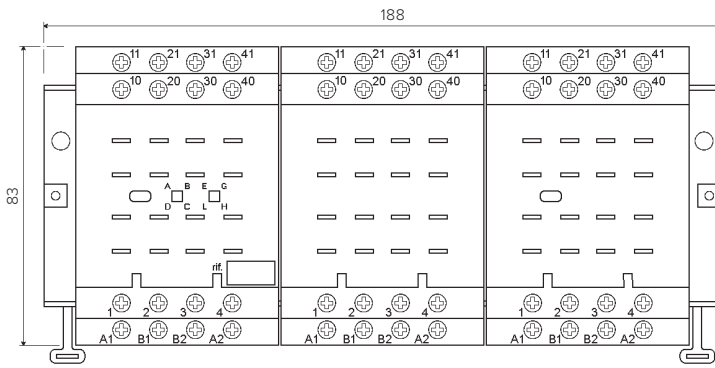 188
83
11 21 31 41 11 21 31 41 11 21 31 41
10 20 30 40 10 20 30 40 10 20 30 40
A B E G
D C L H
rif.
1 2 3 4 1 2 3 4 1 2 3 4
A1 B1 B2 A2 A1 B1 B2 A2 A1 B1 B2 A2